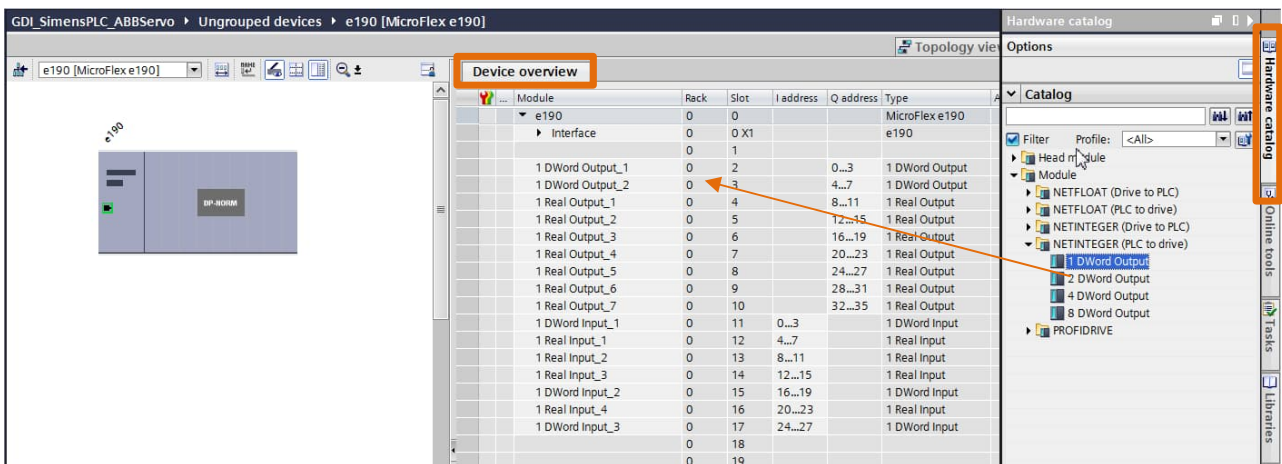 GDI_SimensPLC_ABBServo ▸ Ungrouped devices ▸ e190 [MicroFlex e190]
Hardware catalog
Topology view
Options
e190 [MicroFlex e190]
Device overview
Catalog
... Module Rack Slot I address Q address Type A
e190 0 0 MicroFlex e190
Interface 0 0 X1 e190
0 1
1 DWord Output_1 0 2 0...3 1 DWord Output
1 DWord Output_2 0 3 4...7 1 DWord Output
1 Real Output_1 0 4 8...11 1 Real Output
1 Real Output_2 0 5 12...15 1 Real Output
1 Real Output_3 0 6 16...19 1 Real Output
1 Real Output_4 0 7 20...23 1 Real Output
1 Real Output_5 0 8 24...27 1 Real Output
1 Real Output_6 0 9 28...31 1 Real Output
1 Real Output_7 0 10 32...35 1 Real Output
1 DWord Input_1 0 11 0...3 1 DWord Input
1 Real Input_1 0 12 4...7 1 Real Input
1 Real Input_2 0 13 8...11 1 Real Input
1 Real Input_3 0 14 12...15 1 Real Input
1 DWord Input_2 0 15 16...19 1 DWord Input
1 Real Input_4 0 16 20...23 1 Real Input
1 DWord Input_3 0 17 24...27 1 DWord Input
0 18
0 19
e190
DP-NORM
Filter Profile: <All>
Head module
Module
NETFLOAT (Drive to PLC)
NETFLOAT (PLC to drive)
NETINTEGER (Drive to PLC)
NETINTEGER (PLC to drive)
1 DWord Output
2 DWord Output
4 DWord Output
8 DWord Output
PROFIDRIVE
Hardware catalog
Online tools
Tasks
Libraries